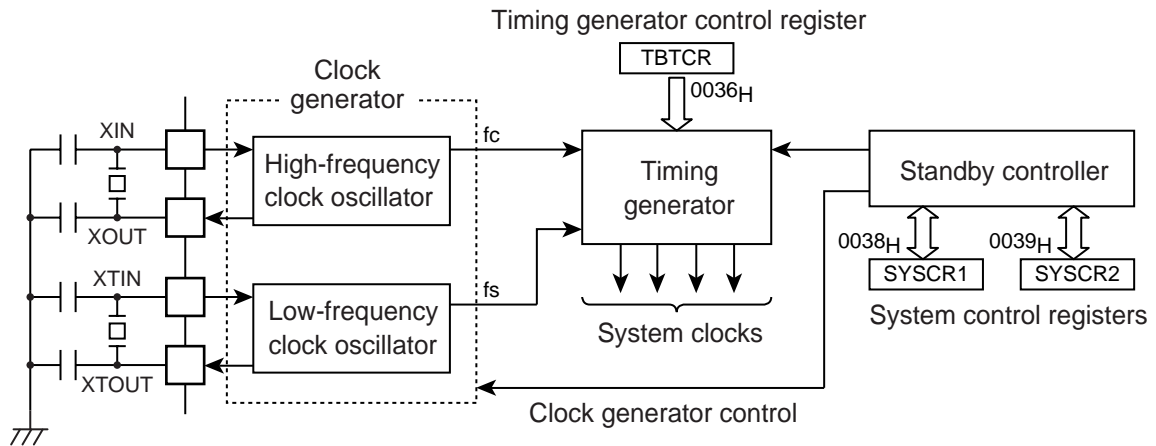 Timing generator control register
TBTCR
0036H
Clock
generator
XIN
High-frequency
clock oscillator
fc
XOUT
Timing
generator
Standby controller
0038H
0039H
SYSCR1
SYSCR2
System control registers
XTIN
Low-frequency
clock oscillator
fs
XTOUT
System clocks
Clock generator control